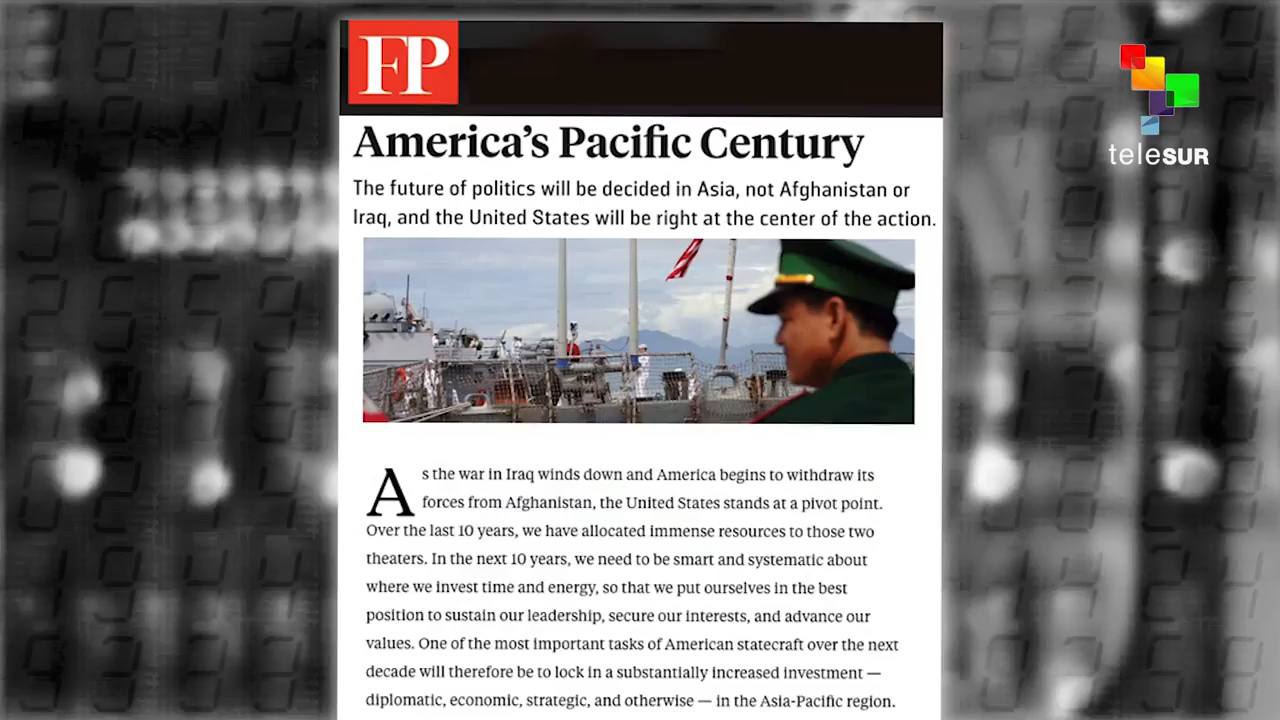 FP
teleSUR
America's Pacific Century
The future of politics will be decided in Asia, not Afghanistan or
Iraq, and the United States will be right at the center of the action.
As the war in Iraq winds down and America begins to withdraw its
forces from Afghanistan, the United States stands at a pivot point.
Over the last 10 years, we have allocated immense resources to those two
theaters. In the next 10 years, we need to be smart and systematic about
where we invest time and energy, so that we put ourselves in the best
position to sustain our leadership, secure our interests, and advance our
values. One of the most important tasks of American statecraft over the next
decade will therefore be to lock in a substantially increased investment —
diplomatic, economic, strategic, and otherwise — in the Asia-Pacific region.